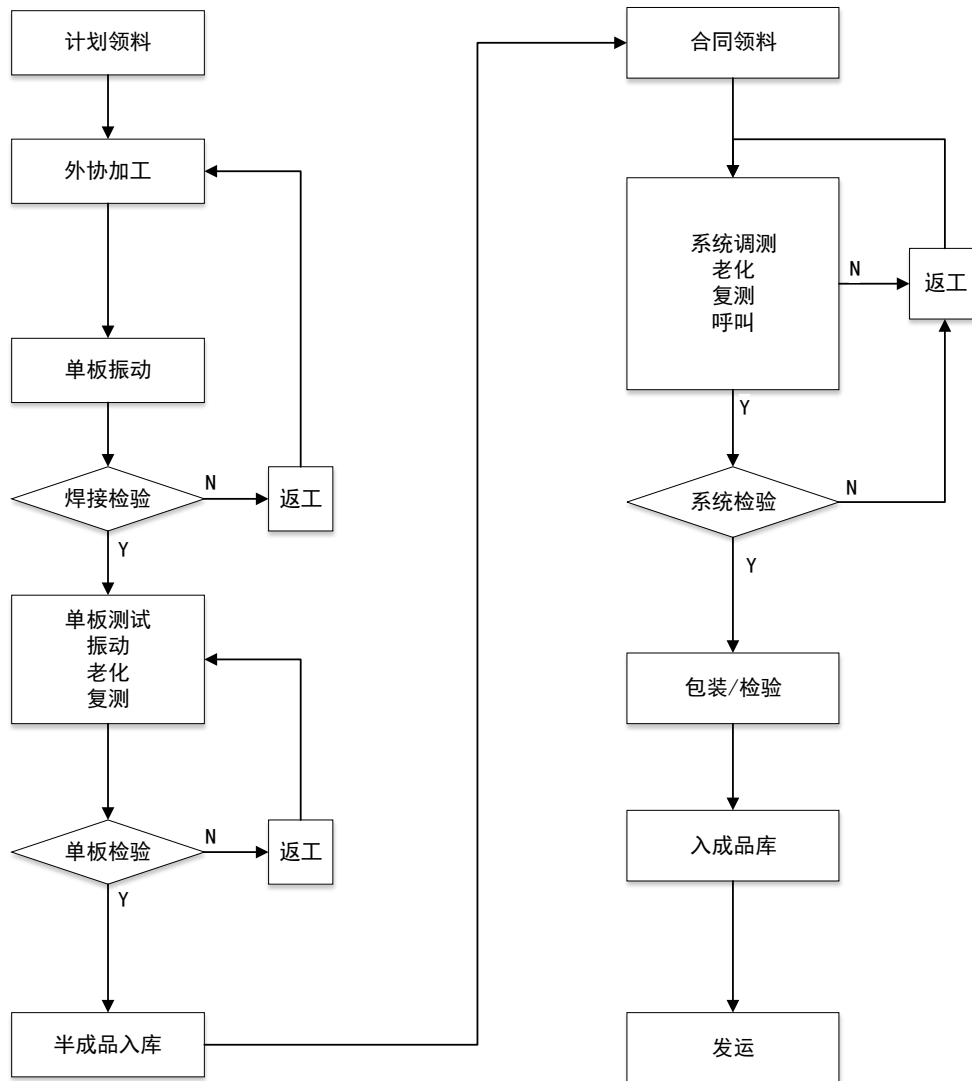 计划领料
外协加工
单板振动
焊接检验
N
返工
Y
单板测试
振动
老化
复测
单板检验
N
返工
Y
半成品入库
合同领料
系统调测
老化
复测
呼叫
N
返工
Y
系统检验
N
Y
包装/检验
入成品库
发运